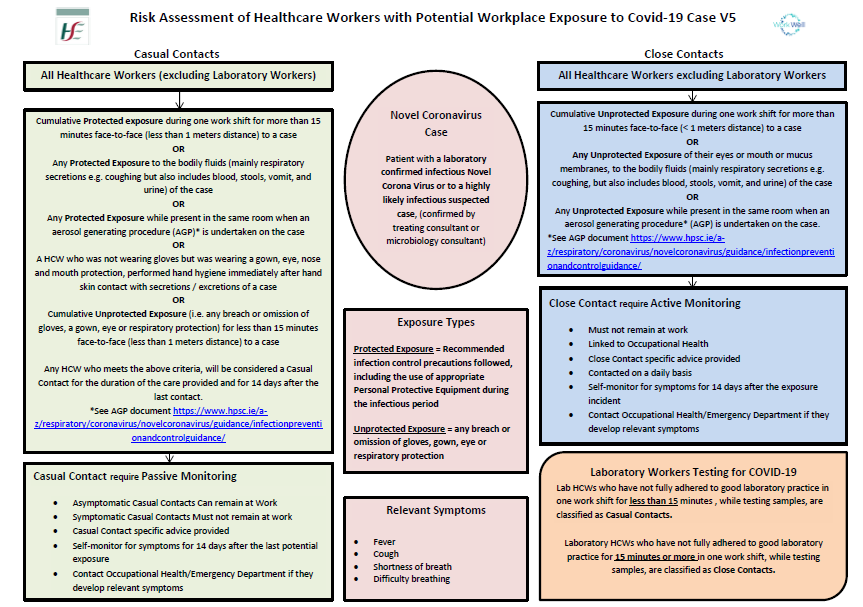 Risk Assessment of Healthcare Workers with Potential Workplace Exposure to Covid-19 Case V5
Work Well
Casual Contacts
All Healthcare Workers (excluding Laboratory Workers)
Cumulative Protected exposure during one work shift for more than 15
minutes face-to-face (less than 1 meters distance) to a case
OR
Any Protected Exposure to the bodily fluids (mainly respiratory
secretions e.g. coughing but also includes blood, stools, vomit, and
urine) of the case
OR
Any Protected Exposure while present in the same room when an
aerosol generating procedure (AGP)* is undertaken on the case
OR
A HCW who was not wearing gloves but was wearing a gown, eye, nose
and mouth protection, performed hand hygiene immediately after hand
skin contact with secretions / excretions of a case
OR
Cumulative Unprotected Exposure (i.e. any breach or omission of
gloves, a gown, eye or respiratory protection) for less than 15 minutes
face-to-face (less than 1 meters distance) to a case
Any HCW who meets the above criteria, will be considered a Casual
Contact for the duration of the care provided and for 14 days after the
last contact.
*See AGP document https://www.hpsc.ie/a-
z/respiratory/coronavirus/novelcoronavirus/guidance/infectionpreventi
onandcontrolguidance/
Casual Contact require Passive Monitoring
• Asymptomatic Casual Contacts Can remain at Work
• Symptomatic Casual Contacts Must not remain at work
• Casual Contact specific advice provided
• Self-monitor for symptoms for 14 days after the last potential
exposure
• Contact Occupational Health/Emergency Department if they
develop relevant symptoms
Novel Coronavirus
Case
Patient with a laboratory
confirmed infectious Novel
Corona Virus or to a highly
likely infectious suspected
case, (confirmed by
treating consultant or
microbiology consultant)
Exposure Types
Protected Exposure = Recommended
infection control precautions followed,
including the use of appropriate
Personal Protective Equipment during
the infectious period
Unprotected Exposure = any breach or
omission of gloves, gown, eye or
respiratory protection
Relevant Symptoms
• Fever
• Cough
• Shortness of breath
• Difficulty breathing
Close Contacts
All Healthcare Workers excluding Laboratory Workers
Cumulative Unprotected Exposure during one work shift for more than
15 minutes face-to-face (< 1 meters distance) to a case
OR
Any Unprotected Exposure of their eyes or mouth or mucus
membranes, to the bodily fluids (mainly respiratory secretions e.g.
coughing, but also includes blood, stools, vomit, and urine) of the case
OR
Any Unprotected Exposure while present in the same room when an
aerosol generating procedure* (AGP) is undertaken on the case.
*See AGP document https://www.hpsc.ie/a-
z/respiratory/coronavirus/novelcoronavirus/guidance/infectionpreventi
onandcontrolguidance/
Close Contact require Active Monitoring
• Must not remain at work
• Linked to Occupational Health
• Close Contact specific advice provided
• Contacted on a daily basis
• Self-monitor for symptoms for 14 days after the exposure
incident
• Contact Occupational Health/Emergency Department if they
develop relevant symptoms
Laboratory Workers Testing for COVID-19
Lab HCWs who have not fully adhered to good laboratory practice in
one work shift for less than 15 minutes , while testing samples, are
classified as Casual Contacts.
Laboratory HCWs who have not fully adhered to good laboratory
practice for 15 minutes or more in one work shift, while testing
samples, are classified as Close Contacts.